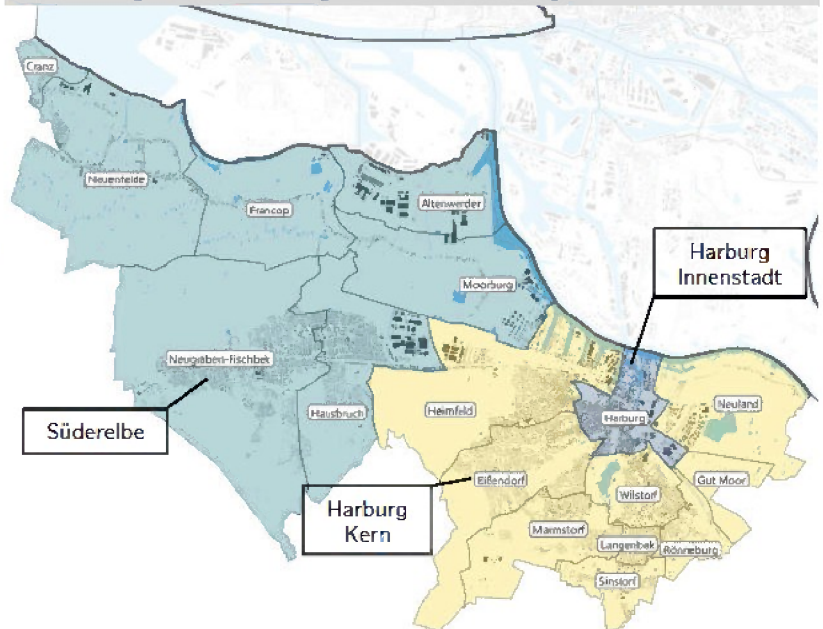 Cranz
Neuenfelde
Francop
Altenwerder
Harburg
Innenstadt
Moorburg
Neugraben-Fischbek
Hausbruch
Heimfeld
Harburg
Neuland
Süderelbe
Eißendorf
Wilstorf
Gut Moor
Harburg
Kern
Marmstorf
Langenbek
Rönneburg
Sinstorf